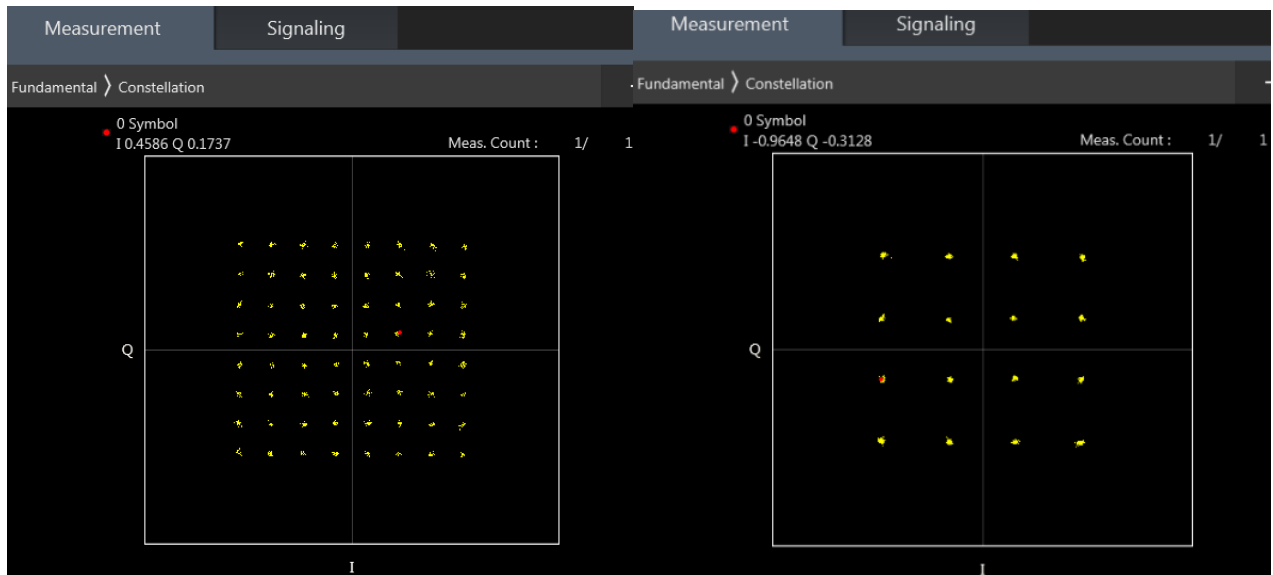 Measurement Signaling
Fundamental 〉 Constellation
0 Symbol
I 0.4586 Q 0.1737 Meas. Count : 1/ 1
Q
I
Measurement Signaling
Fundamental 〉 Constellation
0 Symbol
I -0.9648 Q -0.3128 Meas. Count : 1/ 1
Q
I